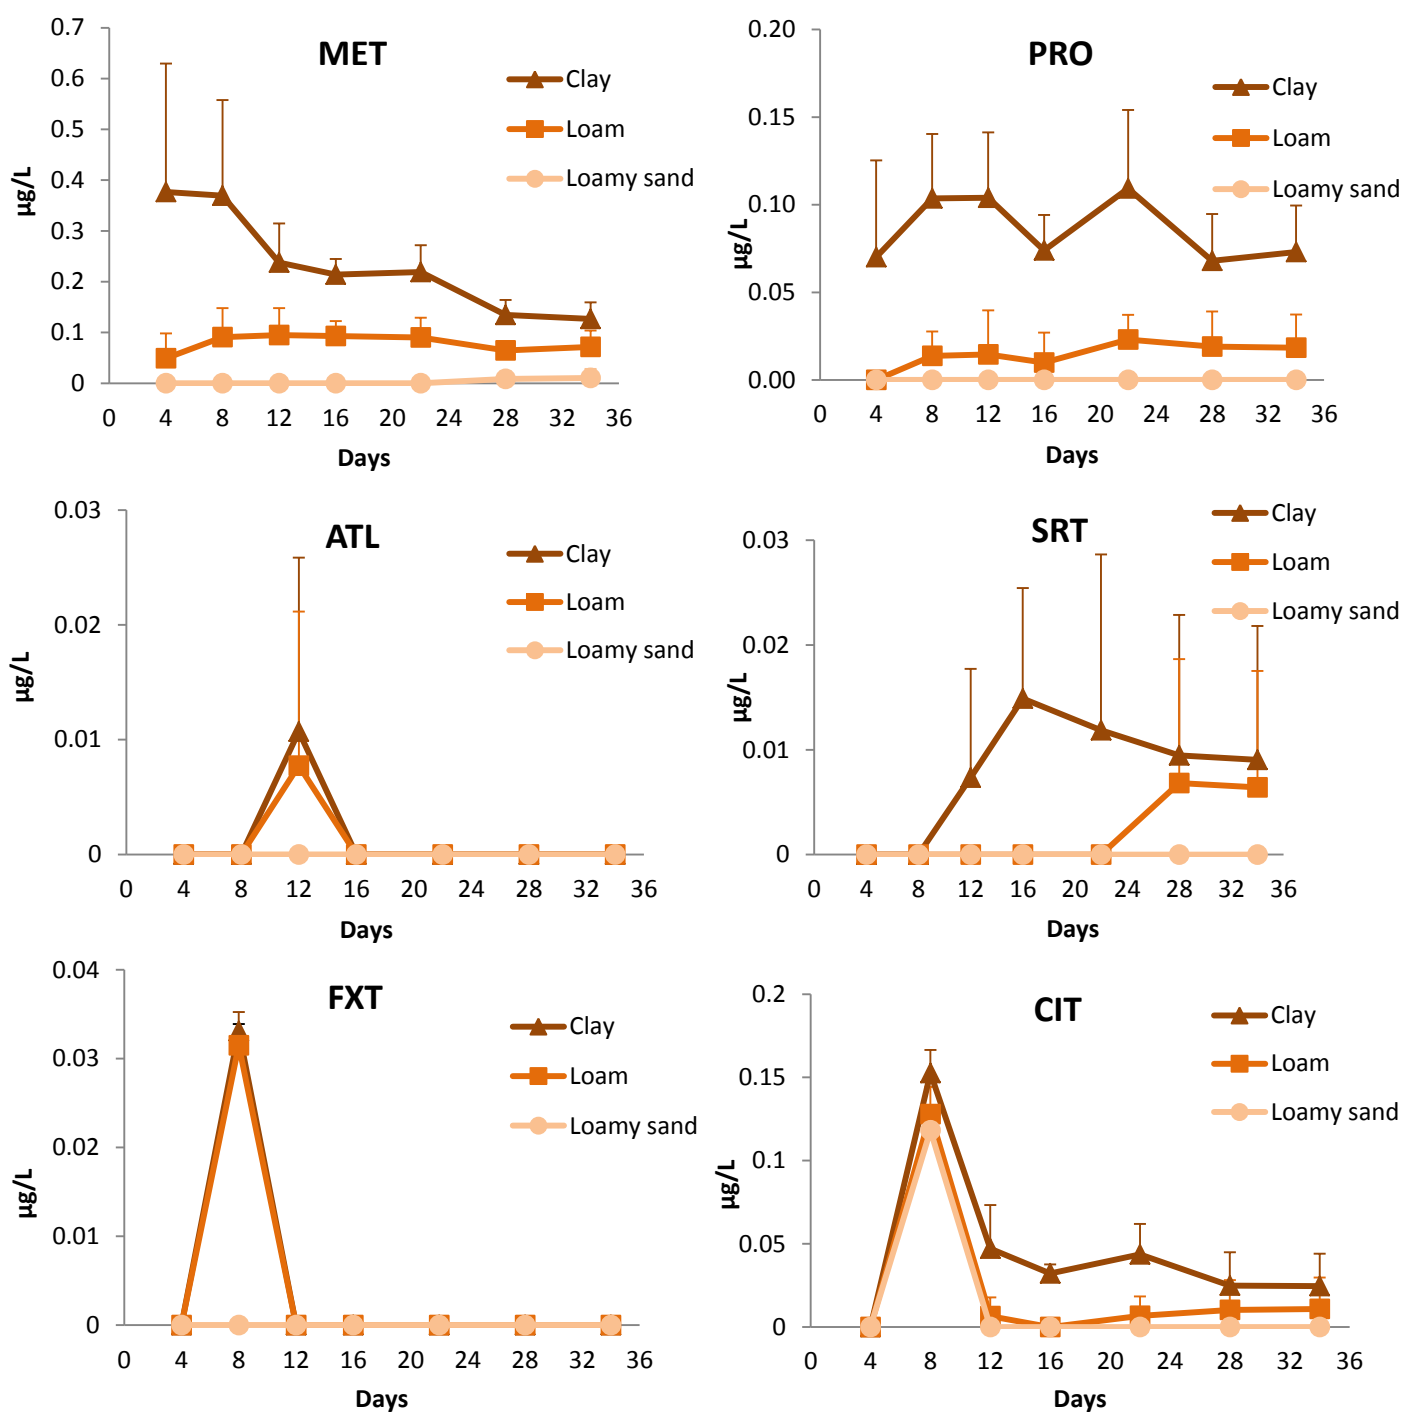 MET
µg/L
0.7
0.6
0.5
0.4
0.3
0.2
0.1
0
0 4 8 12 16 20 24 28 32 36
Days
Clay
Loam
Loamy sand
PRO
µg/L
0.20
0.15
0.10
0.05
0.00
0 4 8 12 16 20 24 28 32 36
Days
Clay
Loam
Loamy sand
ATL
µg/L
0.03
0.02
0.01
0
0 4 8 12 16 20 24 28 32 36
Days
Clay
Loam
Loamy sand
SRT
µg/L
0.03
0.02
0.01
0
0 4 8 12 16 20 24 28 32 36
Days
Clay
Loam
Loamy sand
FXT
µg/L
0.04
0.03
0.02
0.01
0
0 4 8 12 16 20 24 28 32 36
Days
Clay
Loam
Loamy sand
CIT
µg/L
0.2
0.15
0.1
0.05
0
0 4 8 12 16 20 24 28 32 36
Days
Clay
Loam
Loamy sand